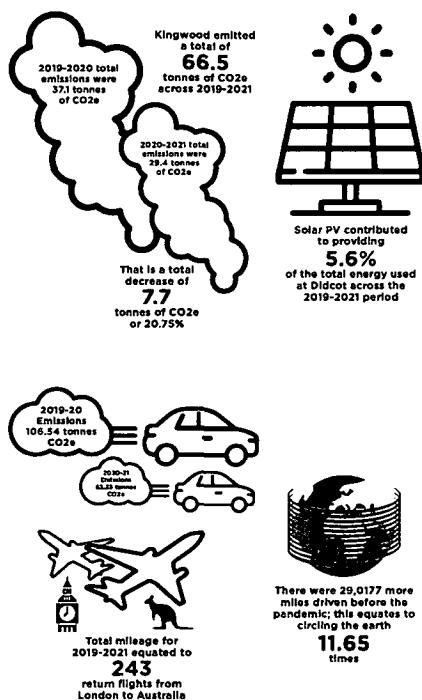 Kingwood emitted
a total of
66.5
tonnes of CO2e
across 2019-2021
2019-2020 total
emissions were
37.1 tonnes
of CO2e
2020-2021 total
emissions were
29.4 tonnes
of CO2e
That is a total
decrease of
7.7
tonnes of CO2e
or 20.75%
Solar PV contributed
to providing
5.6%
of the total energy used
at Didcot across the
2019-2021 period
2019-20
Emissions
106.54 tonnes
CO2e
2020-21
Emissions
tonnes
CO2e
Total mileage for
2019-2021 equated to
243
return flights from
London to Australia
There were 29,0177 more
miles driven before the
pandemic; this equates to
circling the earth
11.65
times